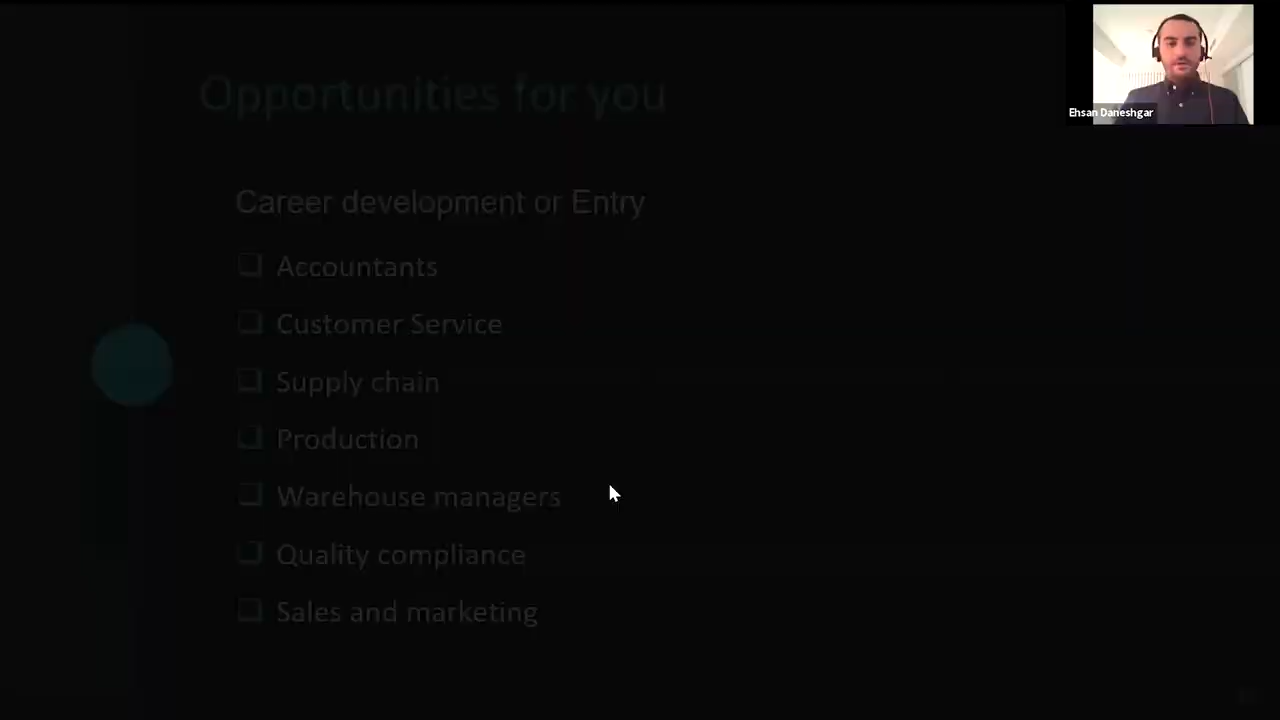 Opportunities for you
Ehsan Daneshgar
Career development or Entry
Accountants
Customer Service
Supply chain
Production
Warehouse managers
Quality compliance
Sales and marketing